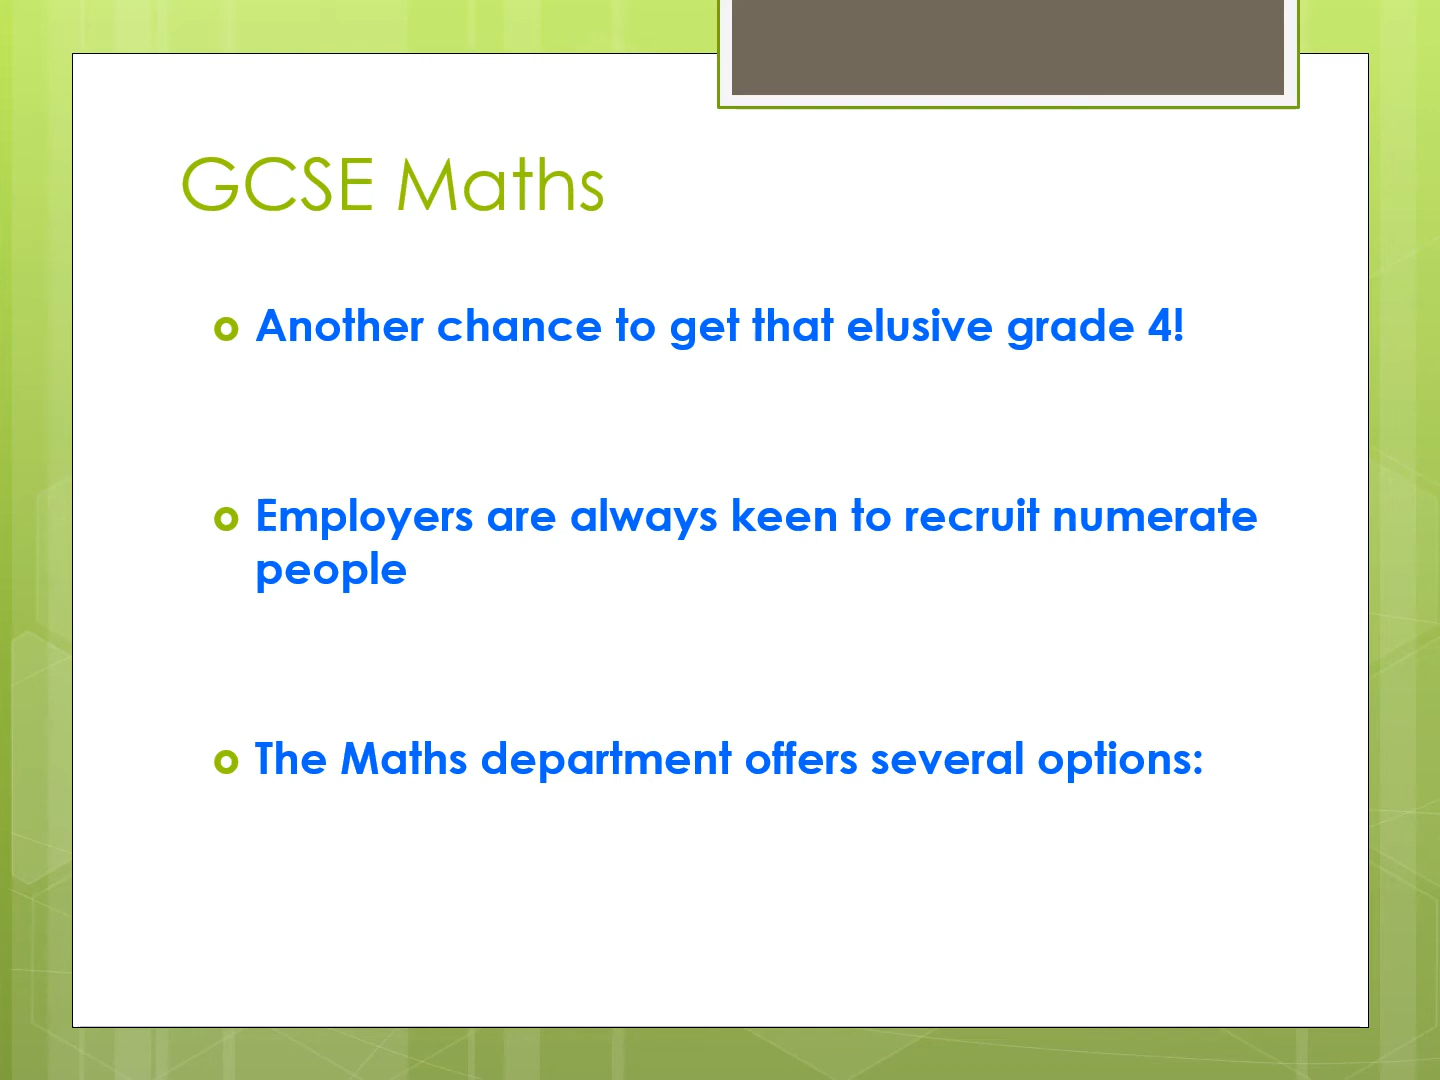 GCSE Maths
Another chance to get that elusive grade 4!
Employers are always keen to recruit numerate
people
The Maths department offers several options: